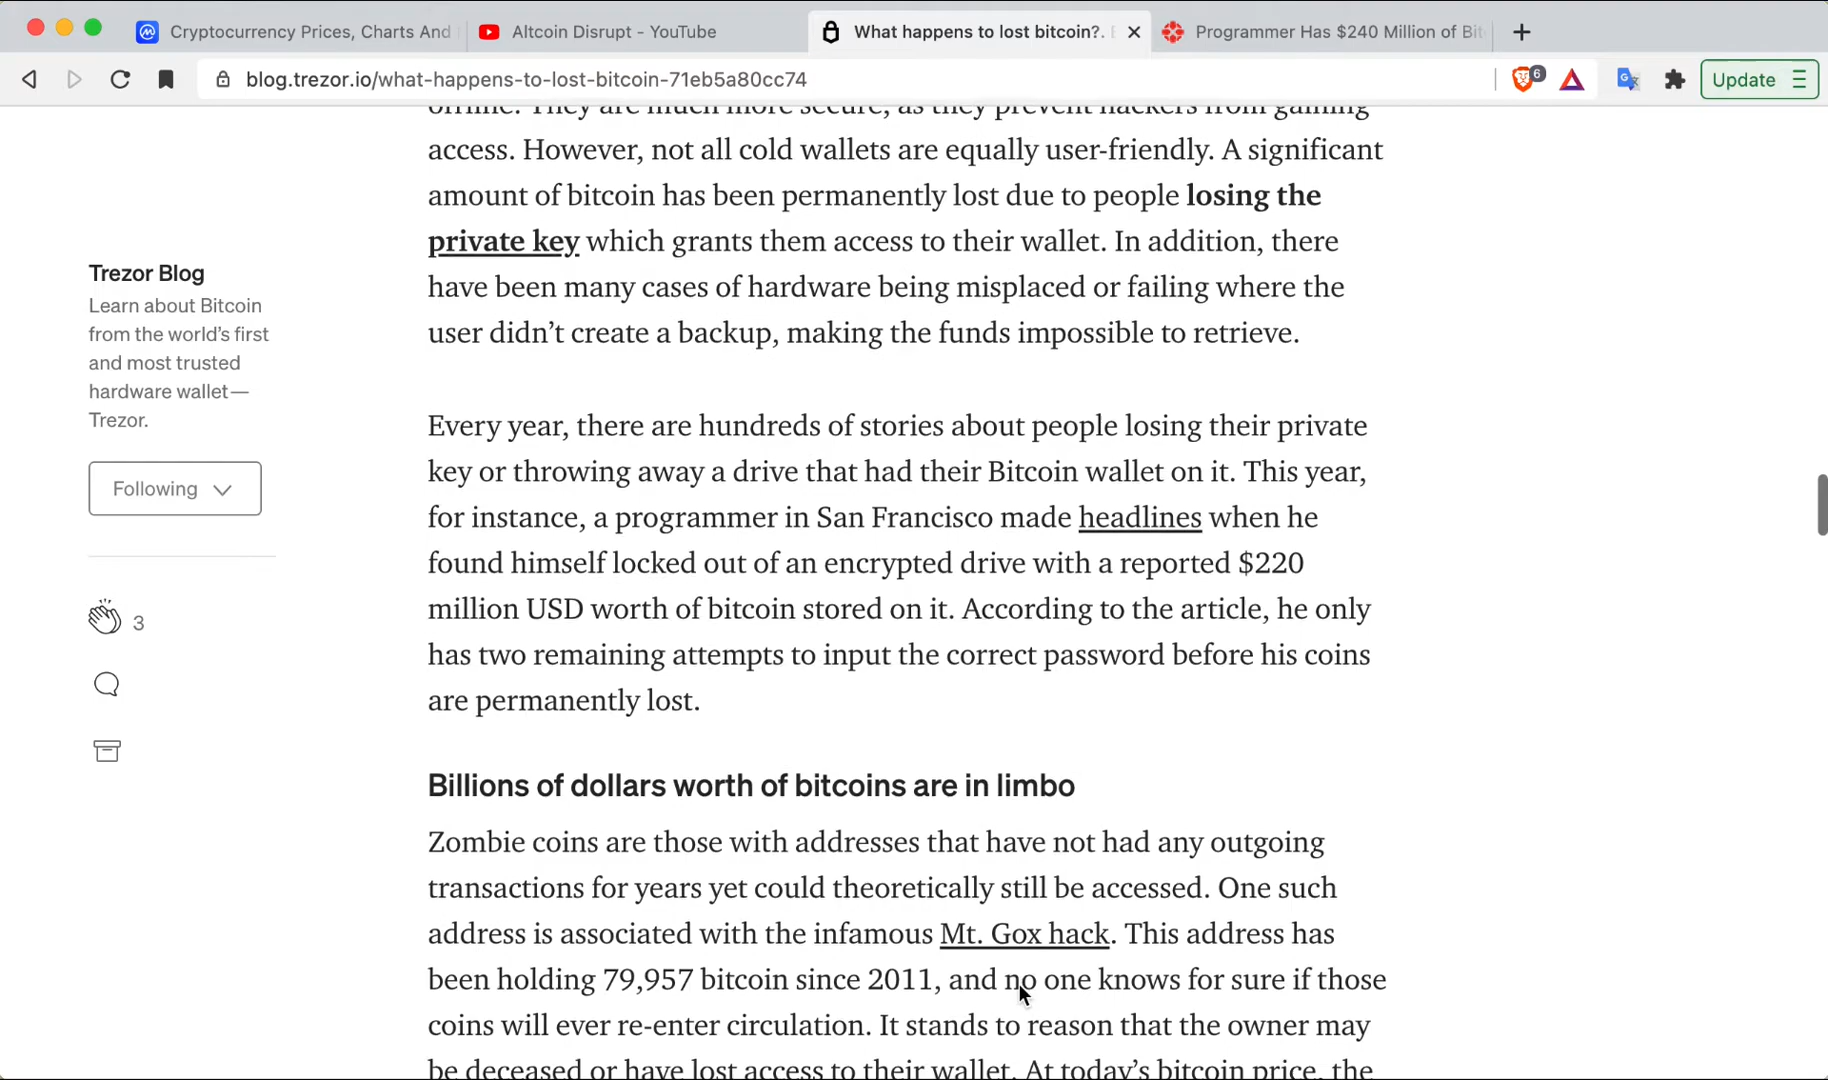 Cryptocurrency Prices, Charts And
Altcoin Disrupt - YouTube
What happens to lost bitcoin?.
Programmer Has $240 Million of Bit
blog.trezor.io/what-happens-to-lost-bitcoin-71eb5a80cc74
6
Update
offline. They are much more secure, as they prevent hackers from gaining
access. However, not all cold wallets are equally user-friendly. A significant
amount of bitcoin has been permanently lost due to people losing the
private key which grants them access to their wallet. In addition, there
have been many cases of hardware being misplaced or failing where the
user didn’t create a backup, making the funds impossible to retrieve.
Trezor Blog
Learn about Bitcoin
from the world’s first
and most trusted
hardware wallet—
Trezor.
Following
3
Every year, there are hundreds of stories about people losing their private
key or throwing away a drive that had their Bitcoin wallet on it. This year,
for instance, a programmer in San Francisco made headlines when he
found himself locked out of an encrypted drive with a reported $220
million USD worth of bitcoin stored on it. According to the article, he only
has two remaining attempts to input the correct password before his coins
are permanently lost.
Billions of dollars worth of bitcoins are in limbo
Zombie coins are those with addresses that have not had any outgoing
transactions for years yet could theoretically still be accessed. One such
address is associated with the infamous Mt. Gox hack. This address has
been holding 79,957 bitcoin since 2011, and no one knows for sure if those
coins will ever re-enter circulation. It stands to reason that the owner may
be deceased or have lost access to their wallet. At today’s bitcoin price, the